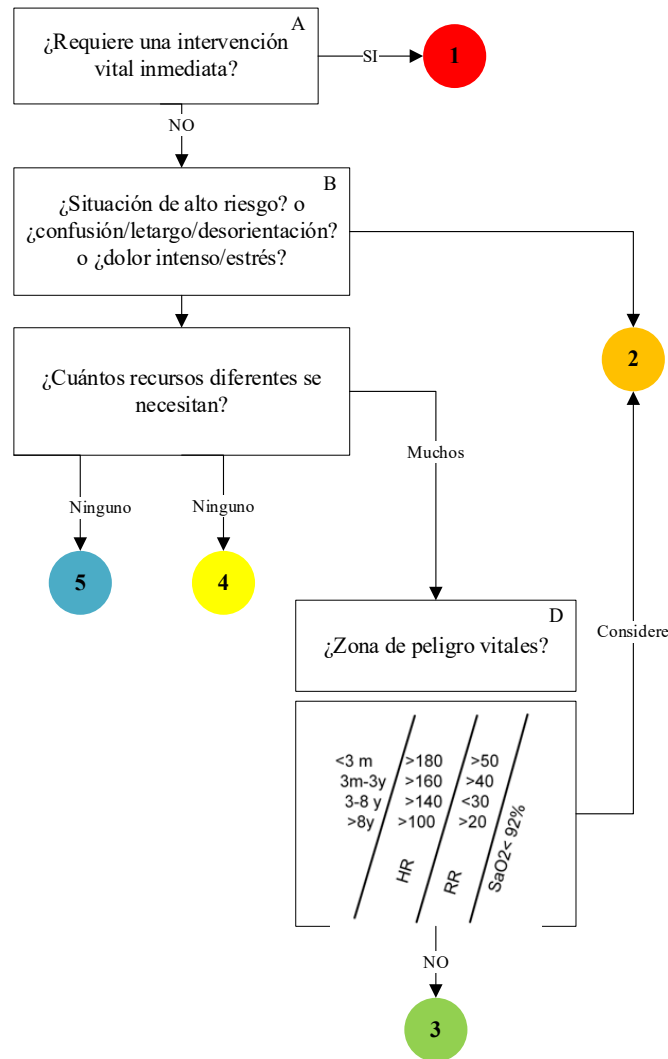 A
¿Requiere una intervención
vital inmediata?
SI
1
NO
B
¿Situación de alto riesgo? o
¿confusión/letargo/desorientación?
o ¿dolor intenso/estrés?
2
¿Cuántos recursos diferentes se
necesitan?
Muchos
Ninguno
Ninguno
5
4
D
¿Zona de peligro vitales?
Considere
<3 m >180 >50
3m-3y >160 >40
3-8 y >140 <30
>8y >100 >20
HR
RR
SaO2< 92%
NO
3